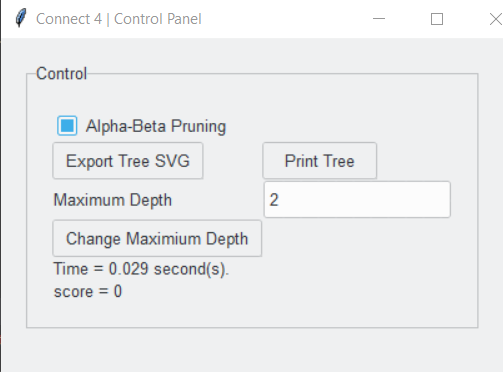 Connect 4 | Control Panel
Control
Alpha-Beta Pruning
Export Tree SVG Print Tree
Maximum Depth 2
Change Maximium Depth
Time = 0.029 second(s).
score = 0